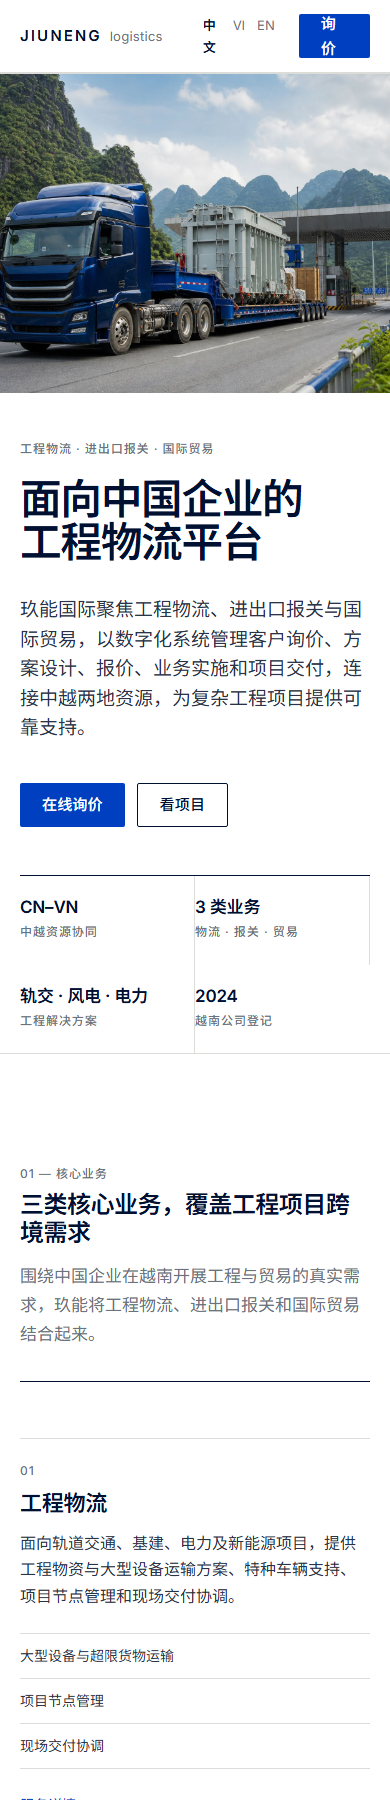 JIUNENG logistics
中文 VI EN
询价
工程物流 · 进出口报关 · 国际贸易
面向中国企业的
工程物流平台
玖能国际聚焦工程物流、进出口报关与国
际贸易，以数字化系统管理客户询价、方
案设计、报价、业务实施和项目交付，连
接中越两地资源，为复杂工程项目提供可
靠支持。
在线询价 看项目
CN–VN
中越资源协同
3 类业务
物流 · 报关 · 贸易
轨交 · 风电 · 电力
工程解决方案
2024
越南公司登记
01 — 核心业务
三类核心业务，覆盖工程项目跨
境需求
围绕中国企业在越南开展工程与贸易的真实需
求，玖能将工程物流、进出口报关和国际贸易
结合起来。
01
工程物流
面向轨道交通、基建、电力及新能源项目，提供
工程物资与大型设备运输方案、特种车辆支持、
项目节点管理和现场交付协调。
大型设备与超限货物运输
项目节点管理
现场交付协调